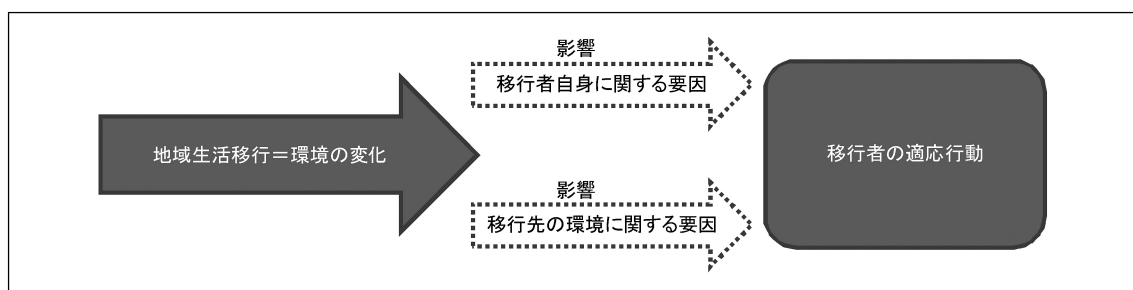 影響
移行者自身に関する要因
地域生活移行＝環境の変化
移行者の適応行動
影響
移行先の環境に関する要因